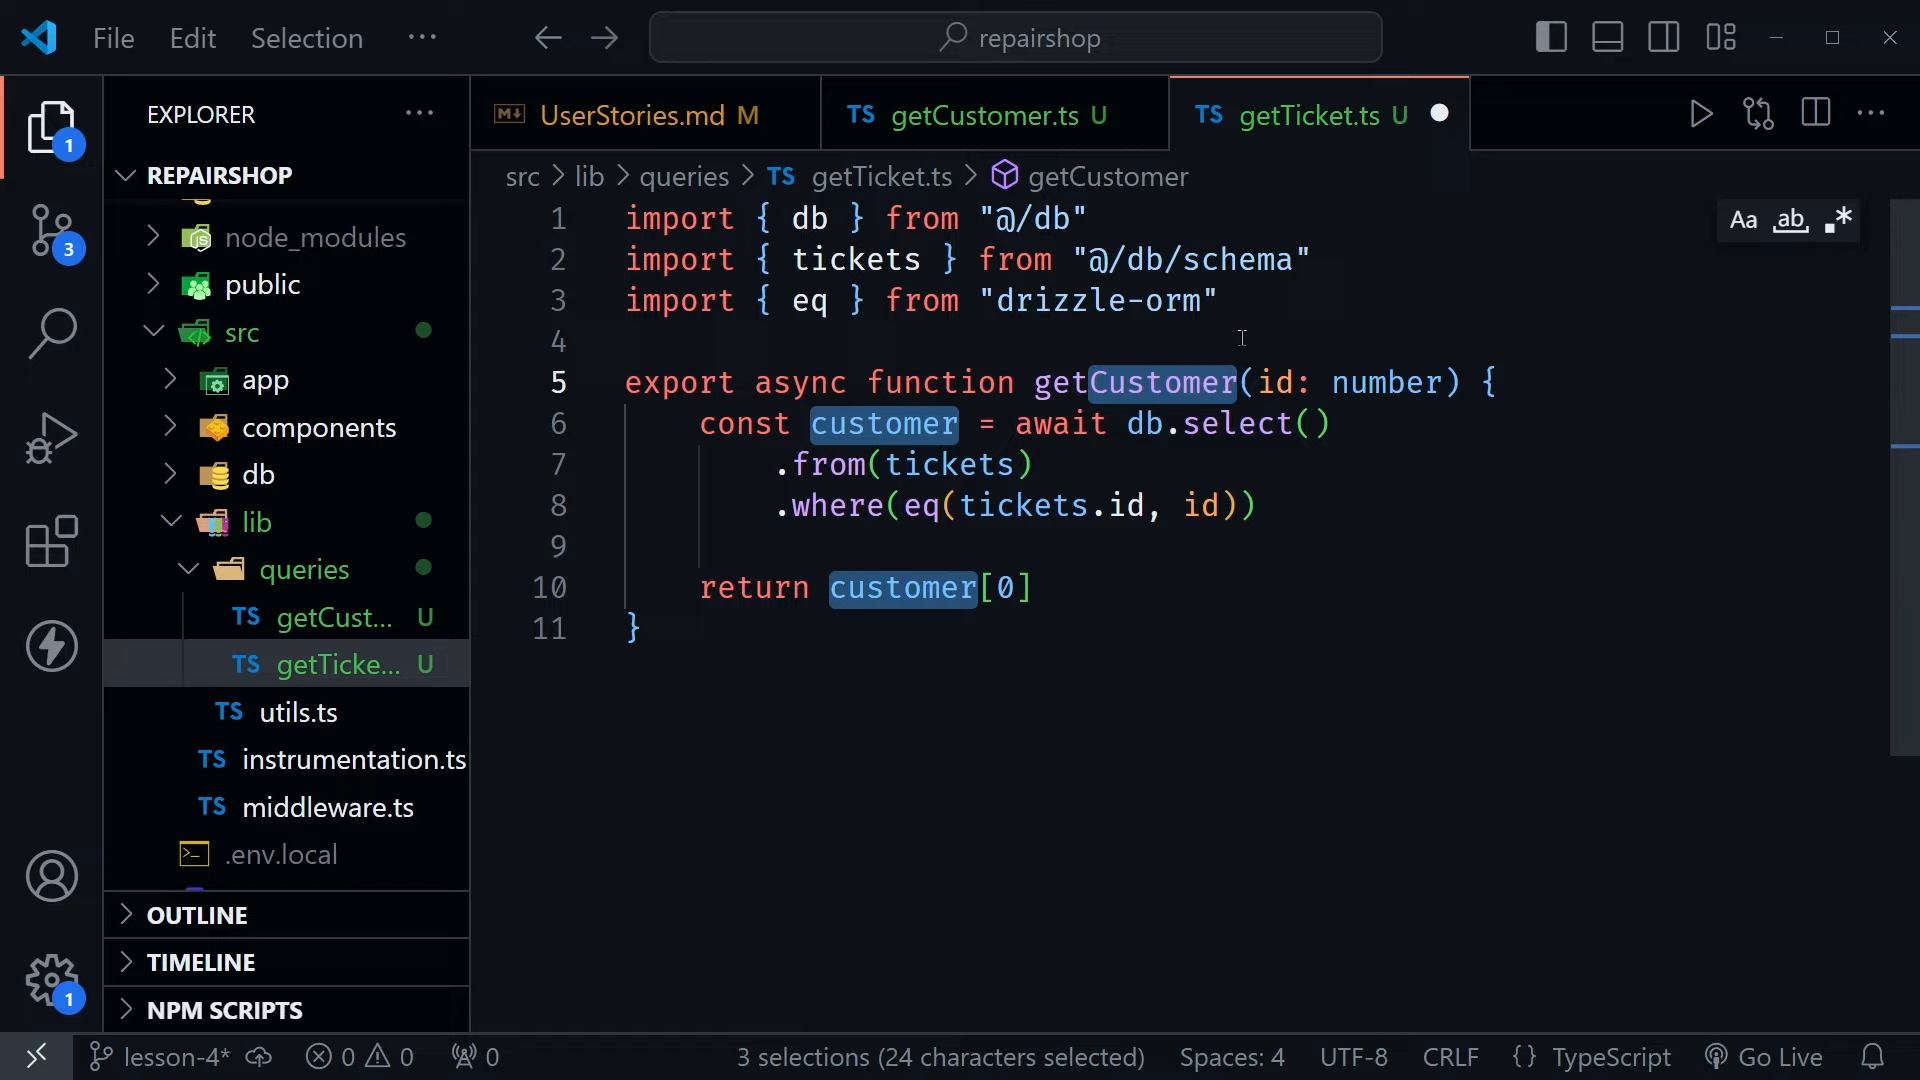 File Edit Selection ···
repairshop
EXPLORER ···
REPAIRSHOP
node_modules
public
src
app
components
db
lib
queries
TS getCust... U
TS getTicke... U
TS utils.ts
TS instrumentation.ts
TS middleware.ts
.env.local
OUTLINE
TIMELINE
NPM SCRIPTS
1
3
1
UserStories.md M
TS getCustomer.ts U
TS getTicket.ts U
src > lib > queries > TS getTicket.ts > getCustomer
Aa ab .*
1 import { db } from "@/db"
2 import { tickets } from "@/db/schema"
3 import { eq } from "drizzle-orm"
4
5 export async function getCustomer(id: number) {
6 const customer = await db.select()
7 .from(tickets)
8 .where(eq(tickets.id, id))
9
10 return customer[0]
11 }
lesson-4* 0 0 0 3 selections (24 characters selected) Spaces: 4 UTF-8 CRLF {} TypeScript Go Live